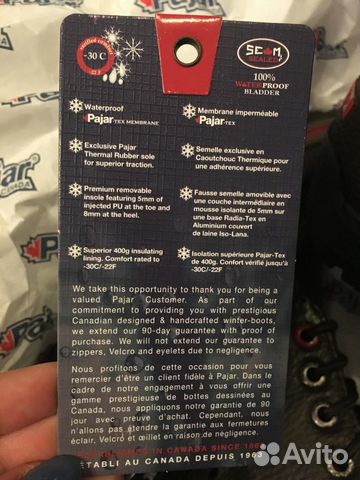 verified comfort
-30 C
-22 F
SEAM
SEALED
100%
WATERPROOF
BLADDER
Waterproof
Pajar-TEX MEMBRANE
Membrane imperméable
Pajar-TEX
Exclusive Pajar
Thermal Rubber sole
for superior traction.
Semelle exclusive en
Caoutchouc Thermique pour
une adhérence supérieure.
Premium removable
insole featuring 5mm of
injected PU at the toe and
8mm at the heel.
Fausse semelle amovible avec
une couche intermédiaire en
mousse isolante de 5mm sur
une base Radia-Tex en
Aluminium couvert
de laine Iso-Lana.
Superior 400g insulating
lining. Comfort rated to
-30C/-22F
Isolation supérieure Pajar-Tex
de 400g. Confort vérifié jusqu'à
-30C/-22F
We take this opportunity to thank you for being a
valued Pajar Customer. As part of our
commitment to providing you with prestigious
Canadian designed & handcrafted winter-boots,
we extend our 90-day guarantee with proof of
purchase. We will not extend our guarantee to
zippers, Velcro and eyelets due to negligence.
Nous profitons de cette occasion pour vous
remercier d'être un client fidèle à Pajar. Dans le
cadre de notre engagement à vous offrir une
gamme prestigieuse de bottes dessinées au
Canada, nous appliquons notre garantie de 90
jour avec preuve d'achat. Cependant, nous
n'étendons la garantie aux fermetures
éclair, Velcro et œillet en raison de négligence.
ESTABLISHED IN CANADA SINCE 1963
ÉTABLI AU CANADA DEPUIS 1963
Pajar
CANADA
Avito